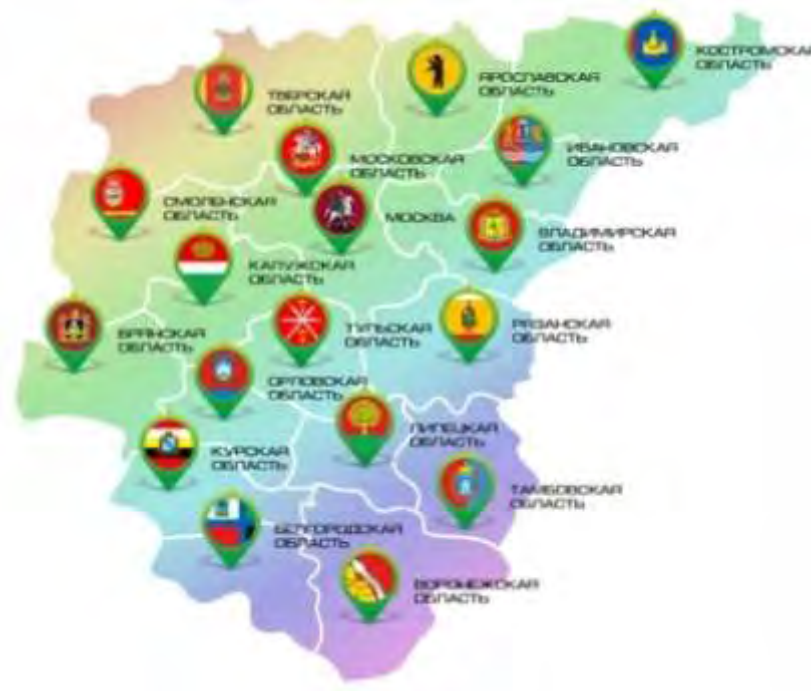 КОСТРОМСКАЯ
ОБЛАСТЬ
ЯРОСЛАВСКАЯ
ОБЛАСТЬ
ТВЕРСКАЯ
ОБЛАСТЬ
ИВАНОВСКАЯ
ОБЛАСТЬ
МОСКОВСКАЯ
ОБЛАСТЬ
СМОЛЕНСКАЯ
ОБЛАСТЬ
МОСКВА
ВЛАДИМИРСКАЯ
ОБЛАСТЬ
КАЛУЖСКАЯ
ОБЛАСТЬ
БРЯНСКАЯ
ОБЛАСТЬ
ТУЛЬСКАЯ
ОБЛАСТЬ
РЯЗАНСКАЯ
ОБЛАСТЬ
ОРЛОВСКАЯ
ОБЛАСТЬ
ЛИПЕЦКАЯ
ОБЛАСТЬ
КУРСКАЯ
ОБЛАСТЬ
ТАМБОВСКАЯ
ОБЛАСТЬ
БЕЛГОРОДСКАЯ
ОБЛАСТЬ
ВОРОНЕЖСКАЯ
ОБЛАСТЬ